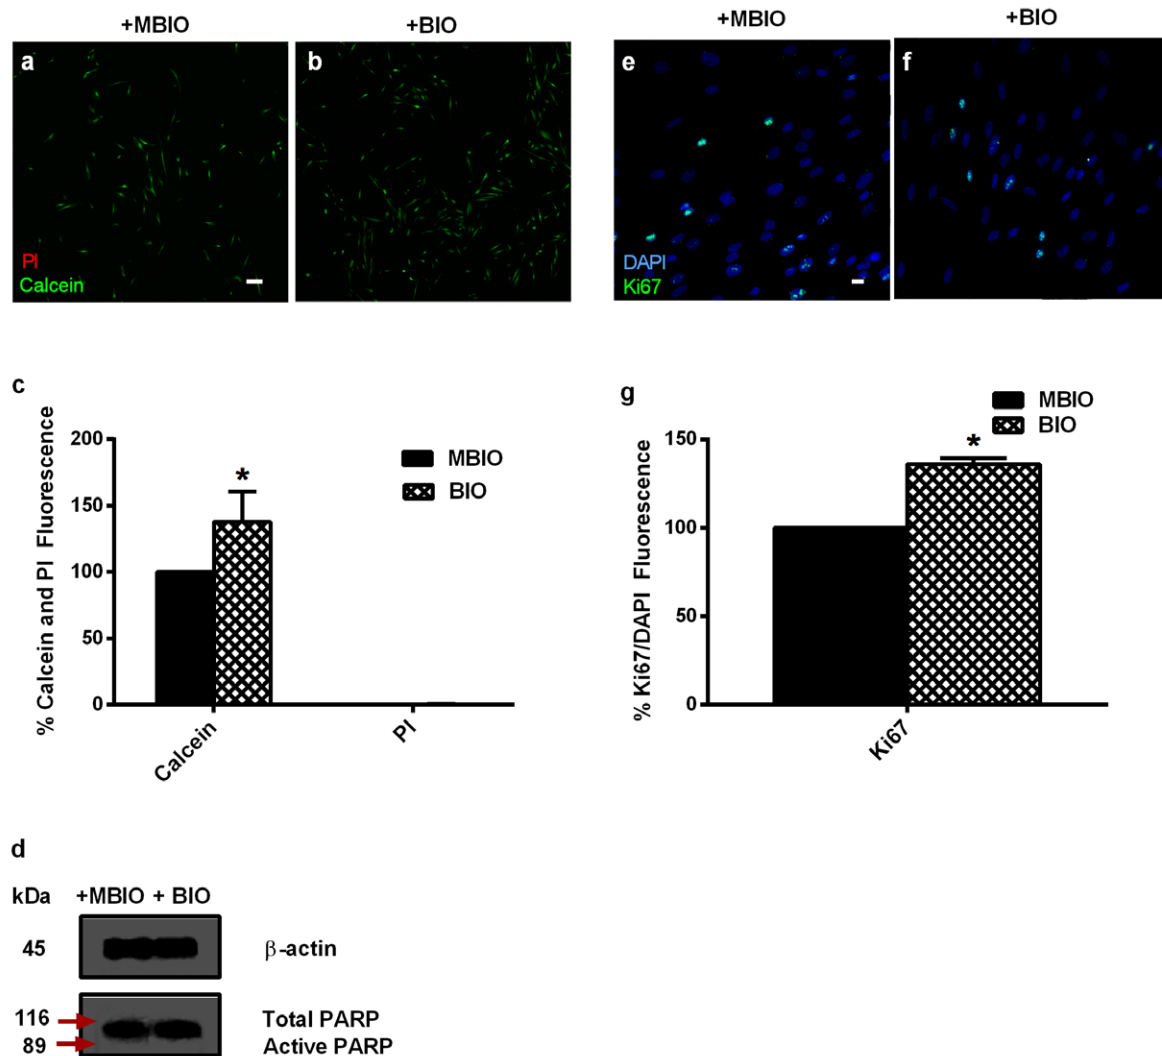 +MBIO +BIO +MBIO +BIO
a b e f
PI
Calcein
DAPI
Ki67
c
% Calcein and PI Fluorescence
200
150
100
50
0
MBIO
BIO
*
Calcein PI
g
% Ki67/DAPI Fluorescence
150
100
50
0
MBIO
BIO
*
Ki67
d
kDa +MBIO + BIO
45 β-actin
116 Total PARP
89 Active PARP